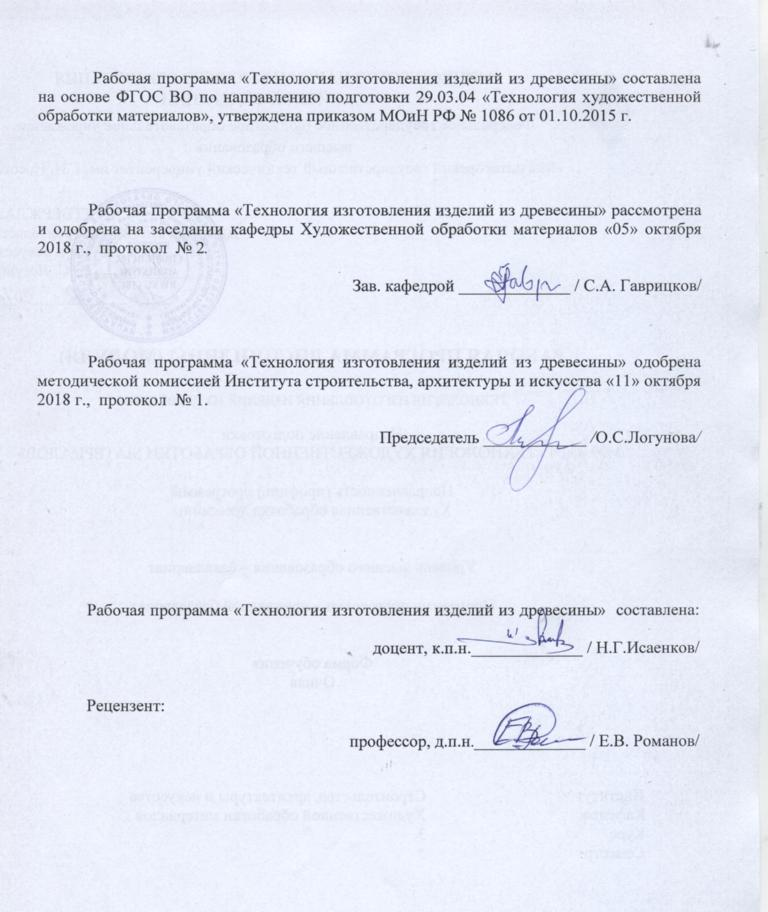 Рабочая программа «Технология изготовления изделий из древесины» составлена
на основе ФГОС ВО по направлению подготовки 29.03.04 «Технология художественной
обработки материалов», утверждена приказом МОиН РФ № 1086 от 01.10.2015 г.
Рабочая программа «Технология изготовления изделий из древесины» рассмотрена
и одобрена на заседании кафедры Художественной обработки материалов «05» октября
2018 г., протокол № 2.
Зав. кафедрой ____________ / С.А. Гаврицков/
Рабочая программа «Технология изготовления изделий из древесины» одобрена
методической комиссией Института строительства, архитектуры и искусства «11» октября
2018 г., протокол № 1.
Председатель ____________ /О.С.Логунова/
Рабочая программа «Технология изготовления изделий из древесины» составлена:
доцент, к.п.н.____________ / Н.Г.Исаенков/
Рецензент:
профессор, д.п.н.____________ / Е.В. Романов/